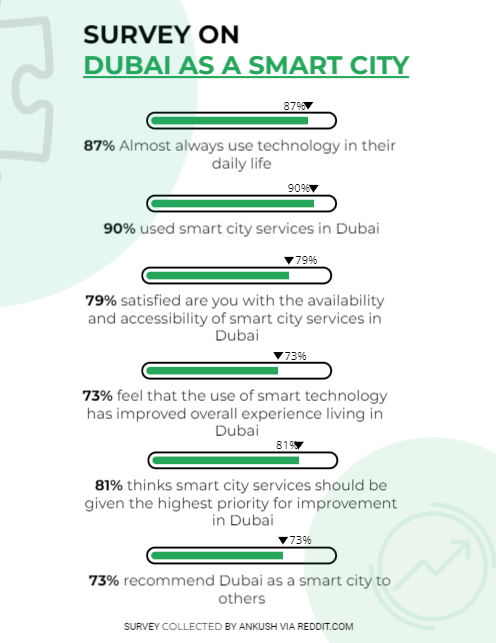 SURVEY ON
DUBAI AS A SMART CITY
87%
87% Almost always use technology in their
daily life
90%
90% used smart city services in Dubai
79%
79% satisfied are you with the availability
and accessibility of smart city services in
Dubai
73%
73% feel that the use of smart technology
has improved overall experience living in
Dubai
81%
81% thinks smart city services should be
given the highest priority for improvement
in Dubai
73%
73% recommend Dubai as a smart city to
others
SURVEY COLLECTED BY ANKUSH VIA REDDIT.COM